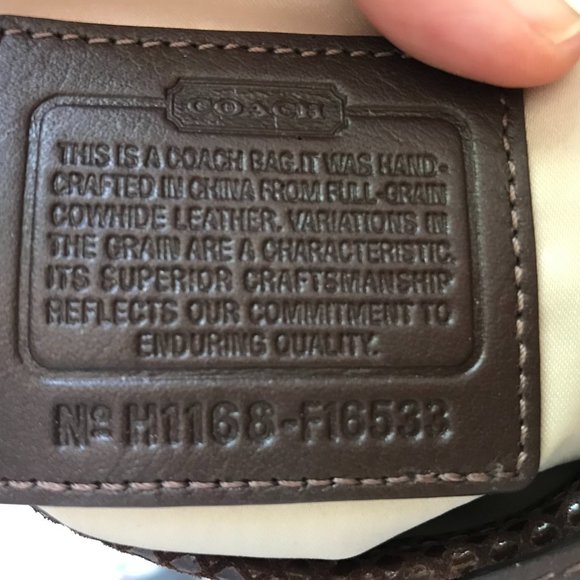 COACH
THIS IS A COACH BAG.IT WAS HAND-
CRAFTED IN CHINA FROM FULL-GRAIN
COWHIDE LEATHER. VARIATIONS IN
THE GRAIN ARE A CHARACTERISTIC.
ITS SUPERIOR CRAFTSMANSHIP
REFLECTS OUR COMMITMENT TO
ENDURING QUALITY.
No H1168-F16533